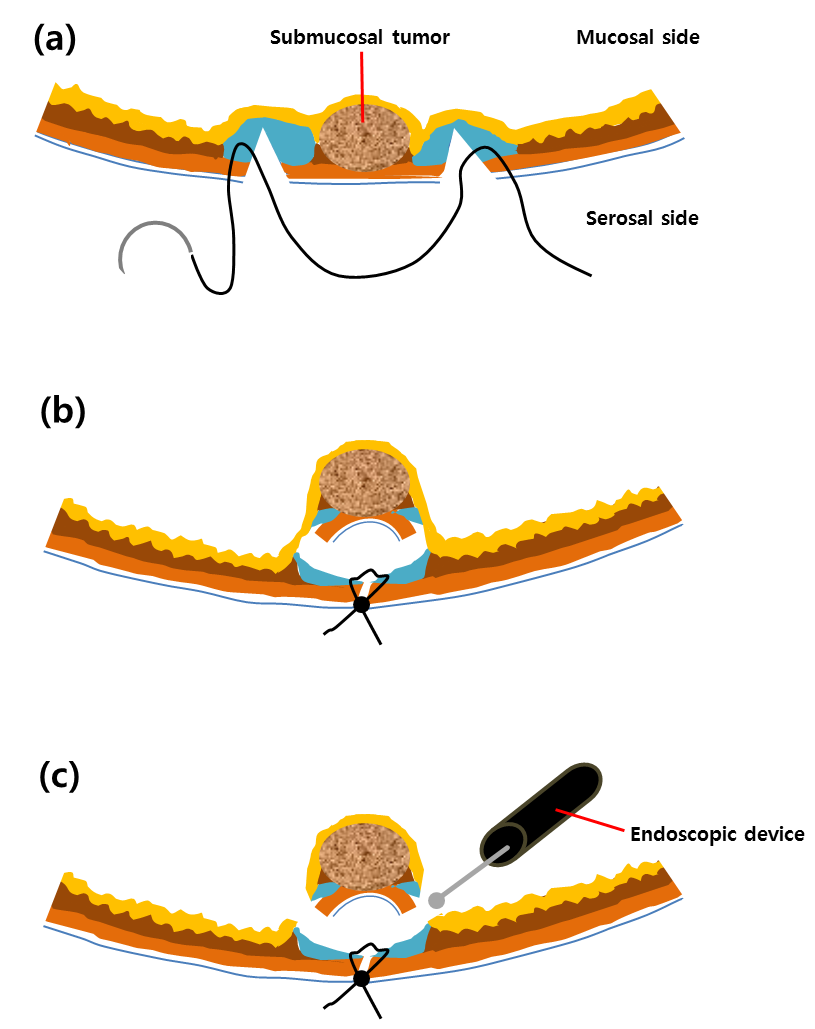 (a)
Submucosal tumor
Mucosal side
Serosal side
(b)
(c)
Endoscopic device